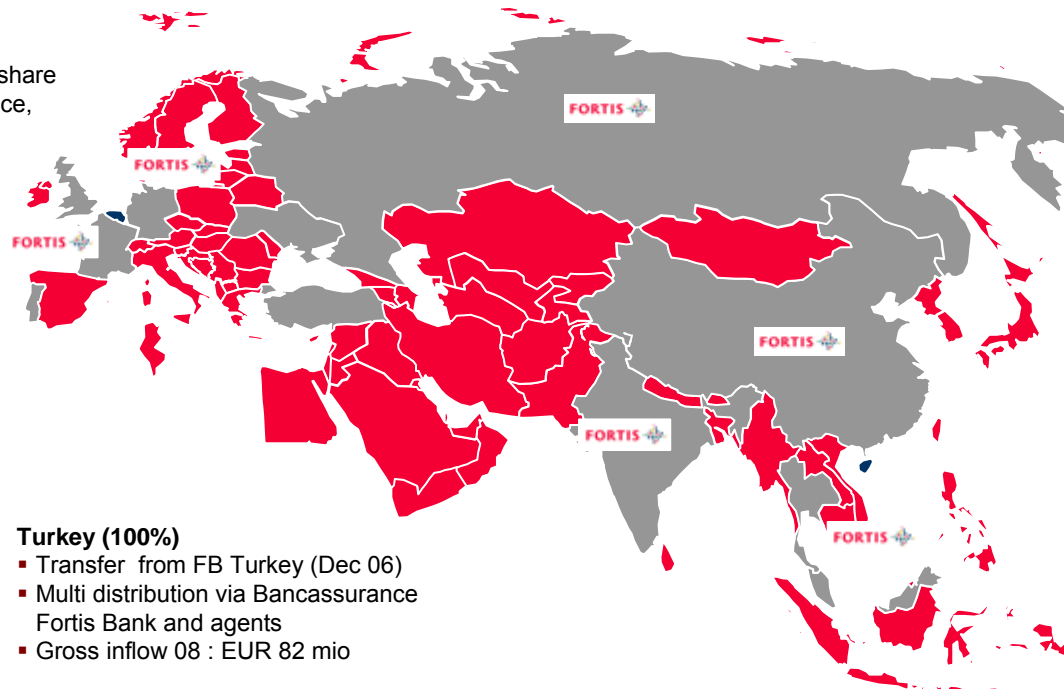 share
ce,
FORTIS
FORTIS
FORTIS
FORTIS
FORTIS
FORTIS
Turkey (100%)
▪ Transfer from FB Turkey (Dec 06)
▪ Multi distribution via Bancassurance
Fortis Bank and agents
▪ Gross inflow 08 : EUR 82 mio